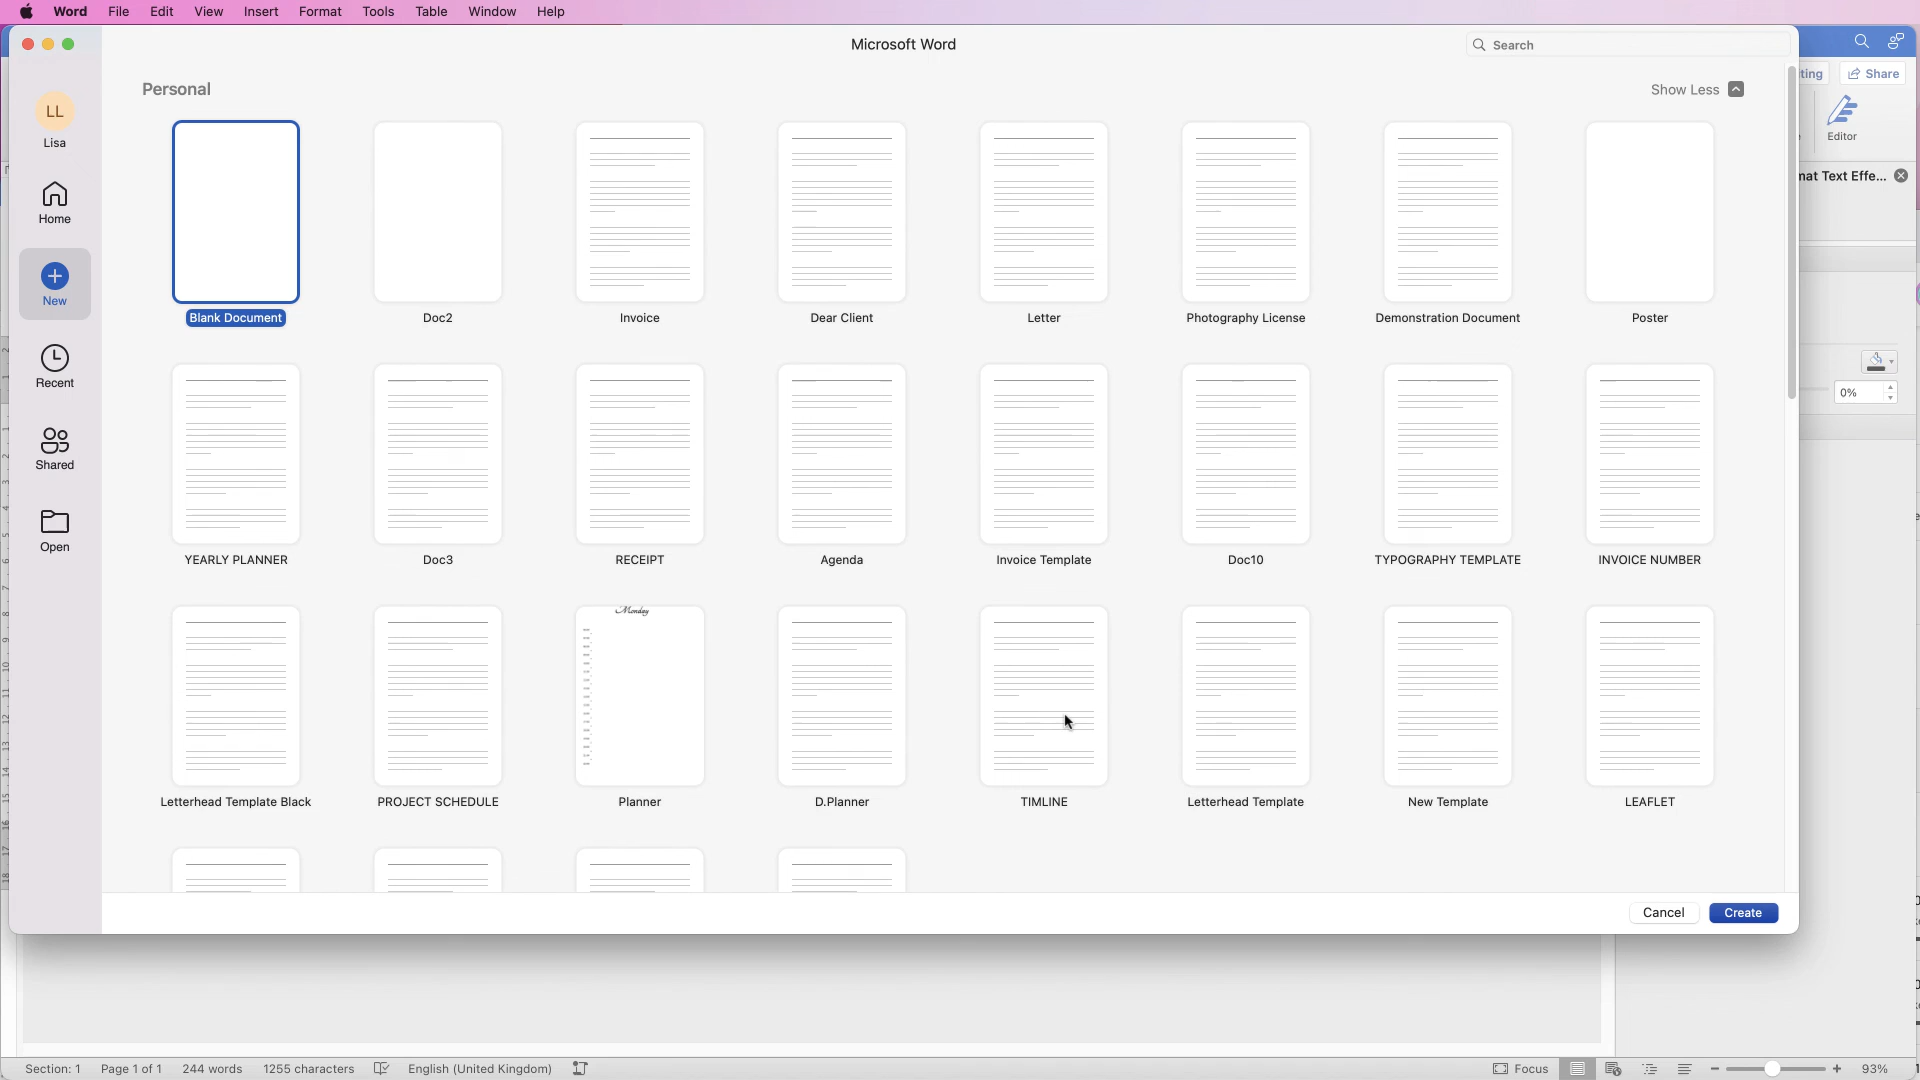 Word File Edit View Insert Format Tools Table Window Help
Microsoft Word
Search
ting
Share
Editor
LL
Lisa
Home
New
Recent
Shared
Open
Personal
Show Less
Blank Document Doc2 Invoice Dear Client Letter Photography License Demonstration Document Poster
mat Text Effe...
0%
YEARLY PLANNER Doc3 RECEIPT Agenda Invoice Template Doc10 TYPOGRAPHY TEMPLATE INVOICE NUMBER
Monday
Letterhead Template Black PROJECT SCHEDULE Planner D.Planner TIMLINE Letterhead Template New Template LEAFLET
Cancel Create
Section: 1 Page 1 of 1 244 words 1255 characters English (United Kingdom) Focus 93%